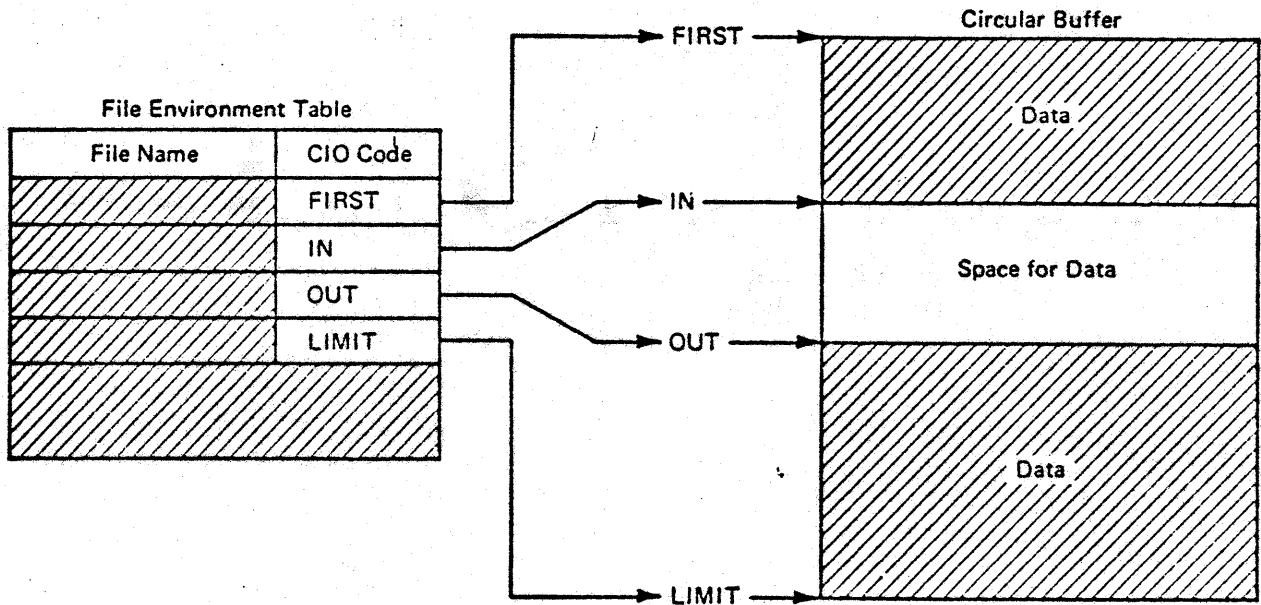 Circular Buffer
FIRST
Data
File Environment Table
File Name CIO Code
FIRST
IN
IN
Space for Data
OUT
OUT
LIMIT
Data
LIMIT